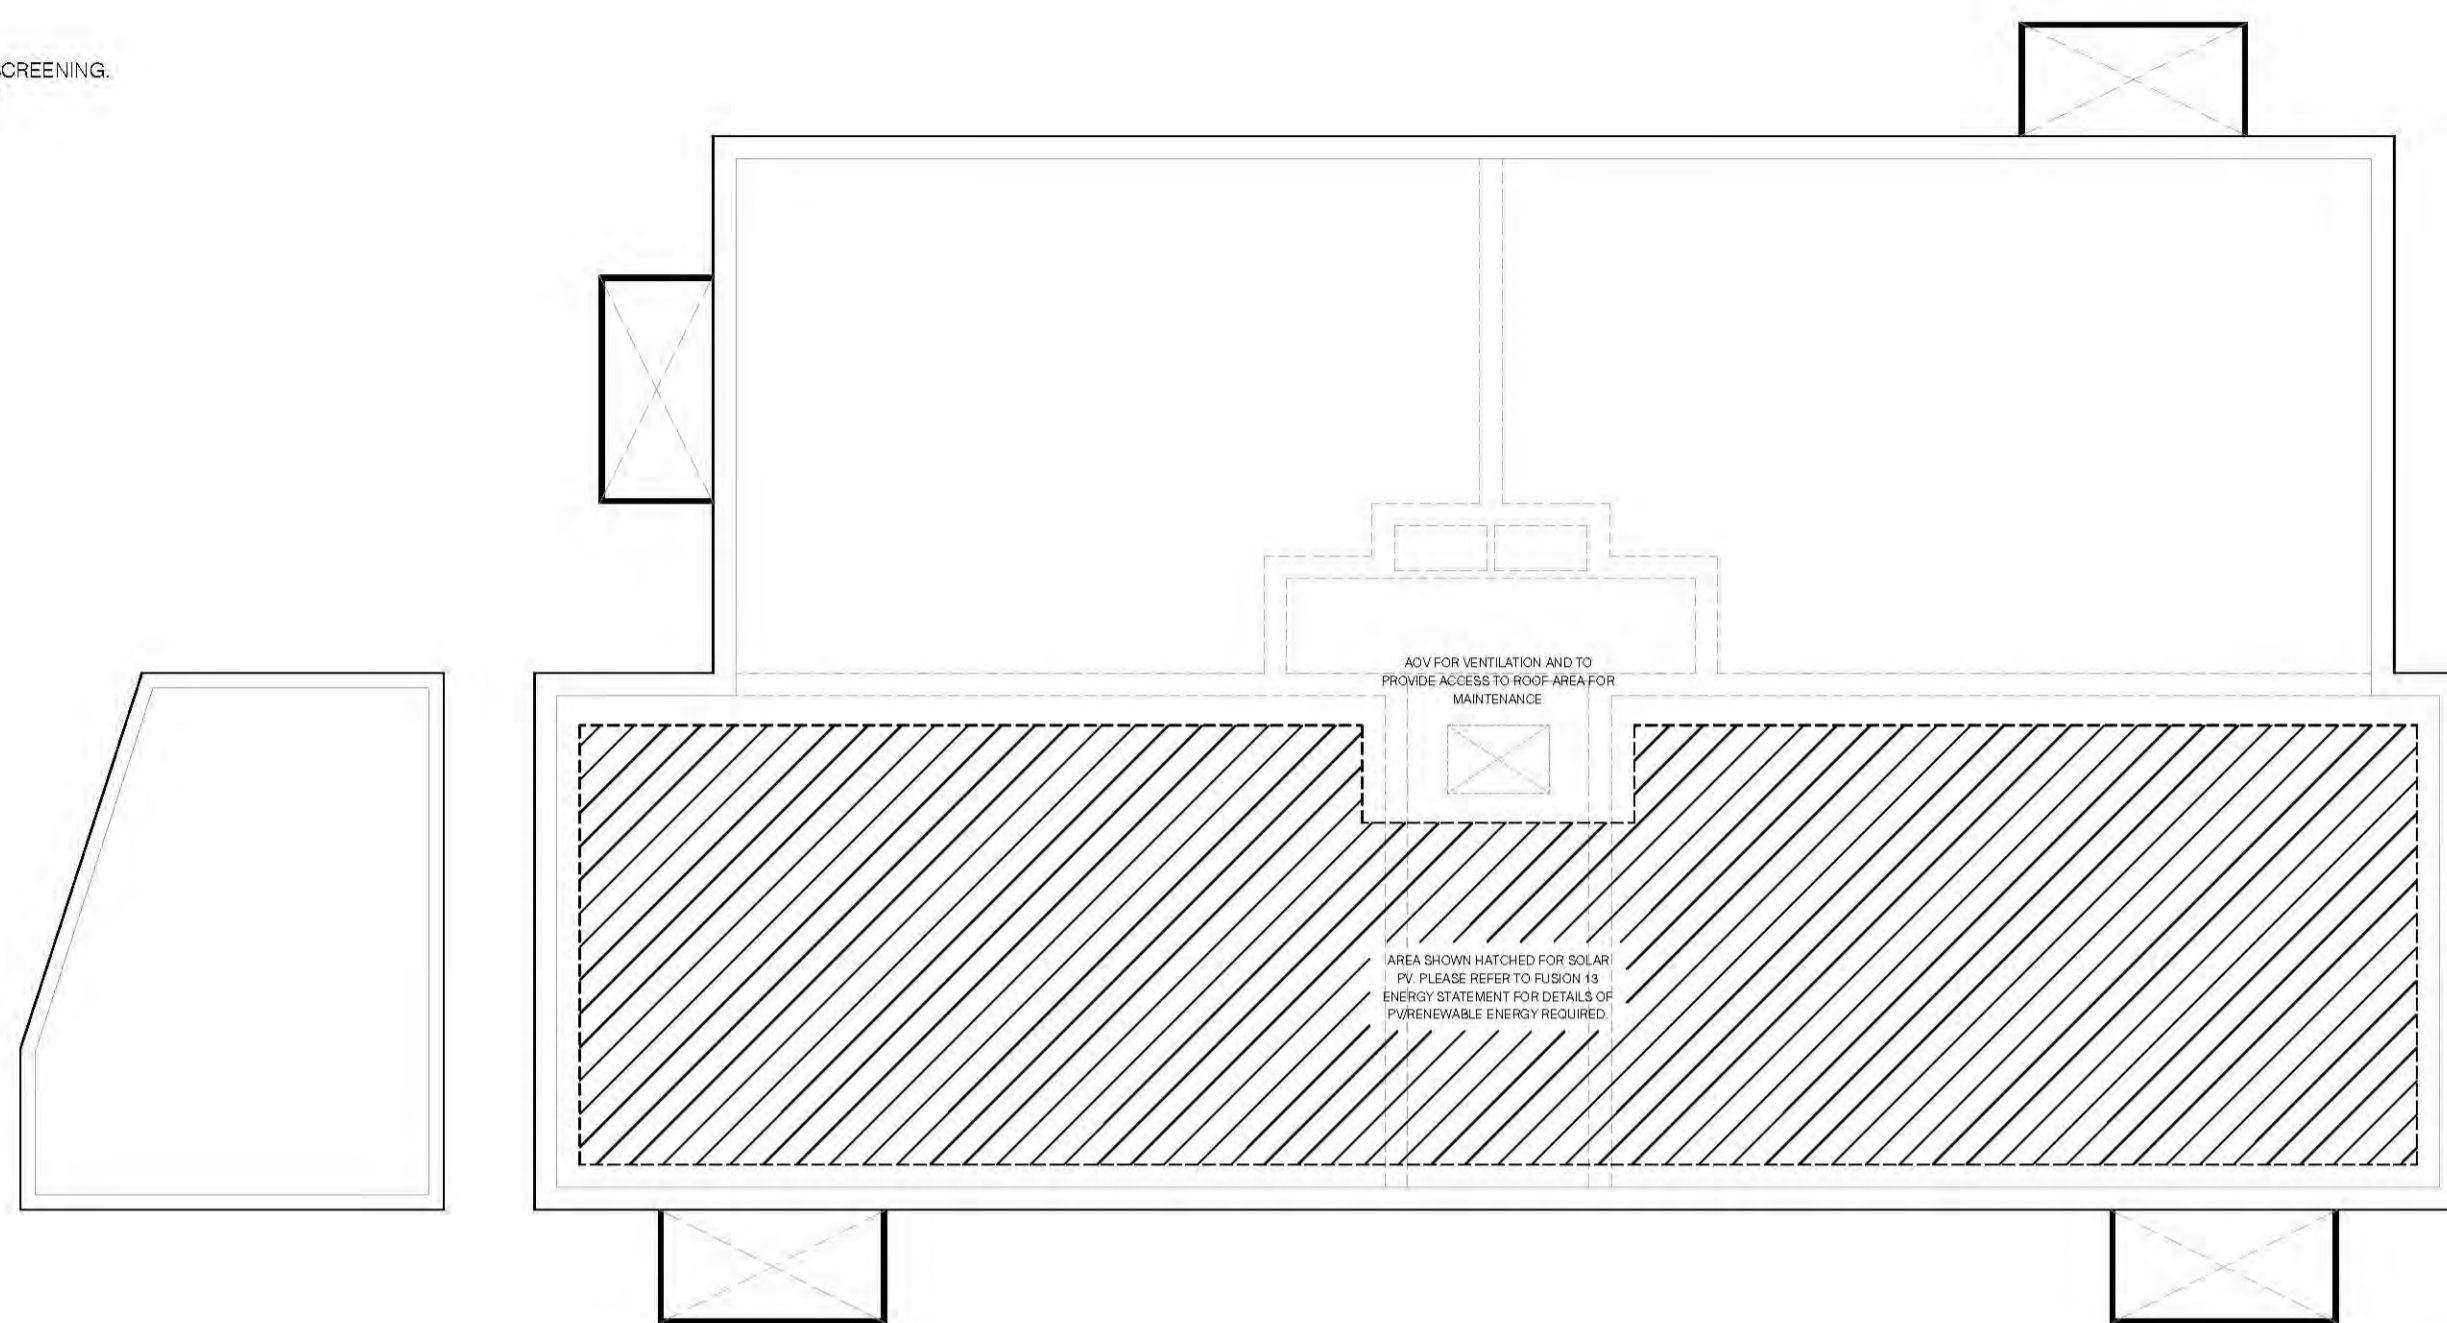 SCREENING.
AOV FOR VENTILATION AND TO
PROVIDE ACCESS TO ROOF AREA FOR
MAINTENANCE
AREA SHOWN HATCHED FOR SOLAR
PV. PLEASE REFER TO FUSION 13
ENERGY STATEMENT FOR DETAILS OF
PV/RENEWABLE ENERGY REQUIRED.